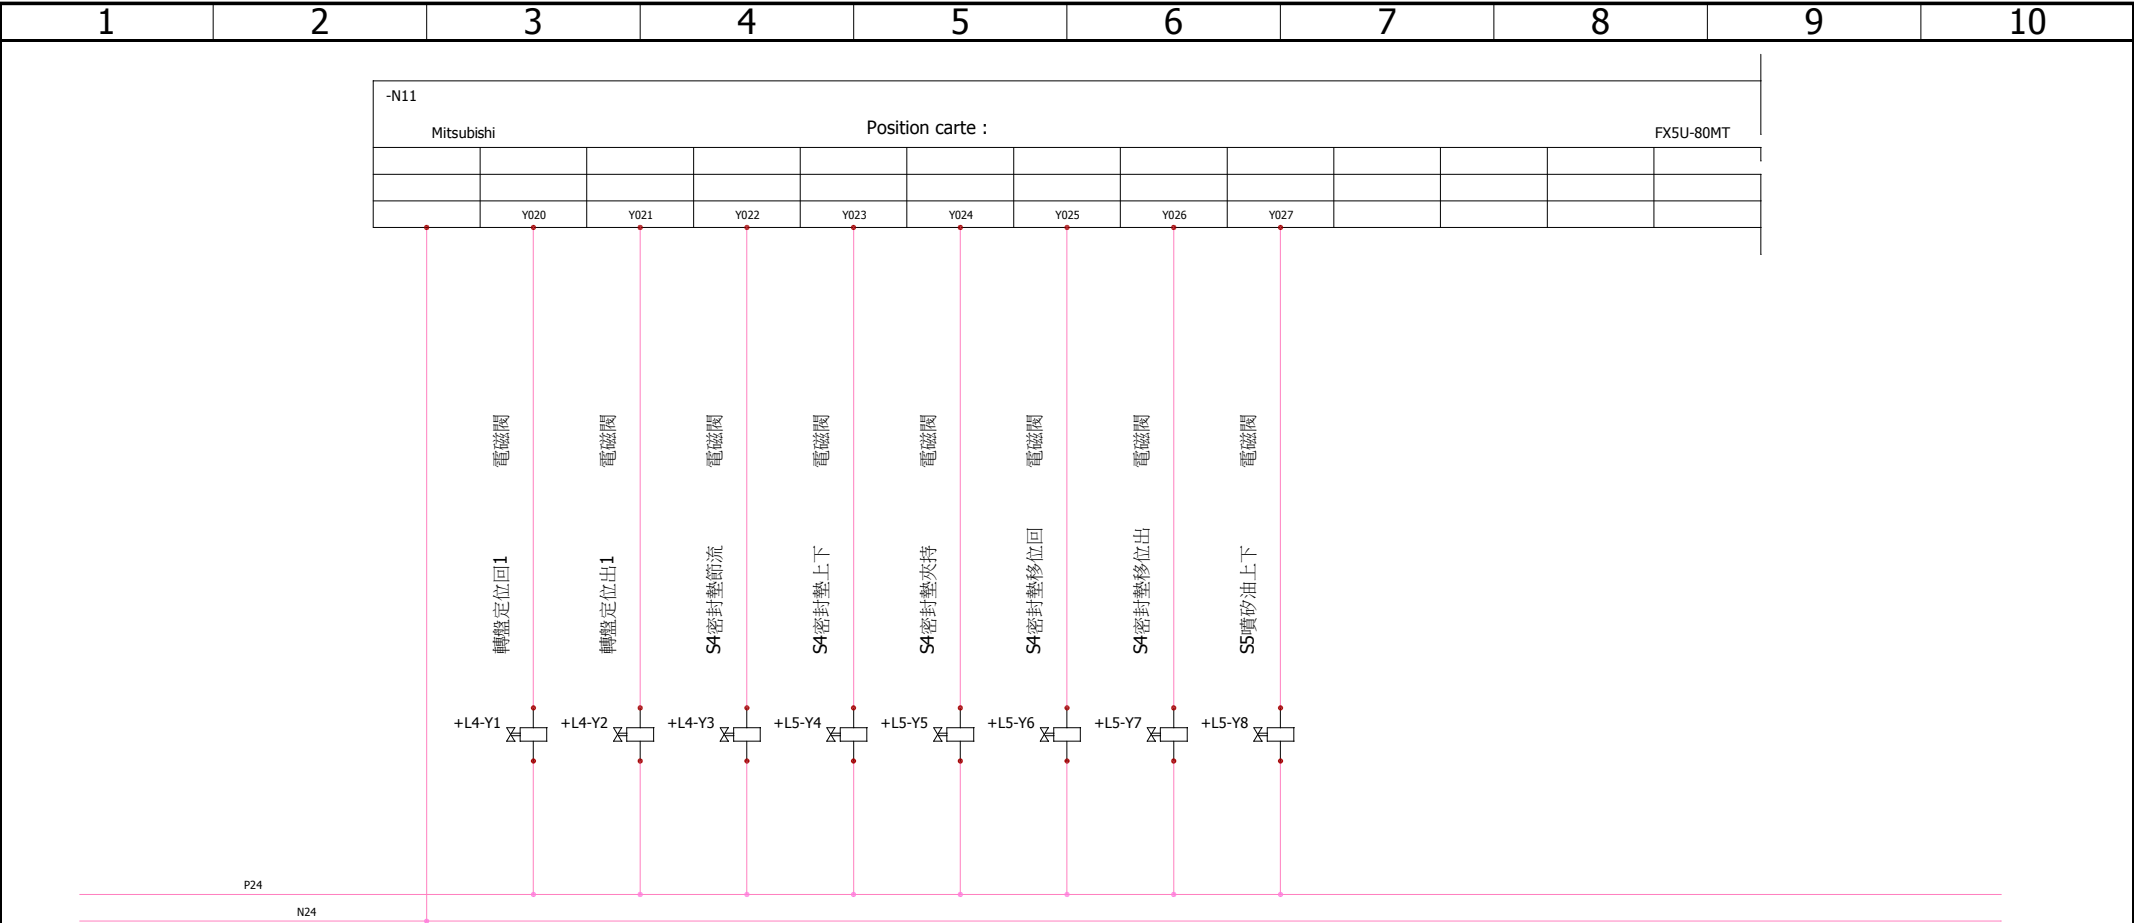 1 2 3 4 5 6 7 8 9 10
-N11
Mitsubishi Position carte : FX5U-80MT
Y020 Y021 Y022 Y023 Y024 Y025 Y026 Y027
電磁閥
電磁閥
電磁閥
電磁閥
電磁閥
電磁閥
電磁閥
電磁閥
轉盤定位回1
轉盤定位出1
S4密封墊節流
S4密封墊上下
S4密封墊夾持
S4密封墊移位回
S4密封墊移位出
S5噴矽油上下
+L4-Y1 +L4-Y2 +L4-Y3 +L5-Y4 +L5-Y5 +L5-Y6 +L5-Y7 +L5-Y8
P24
N24